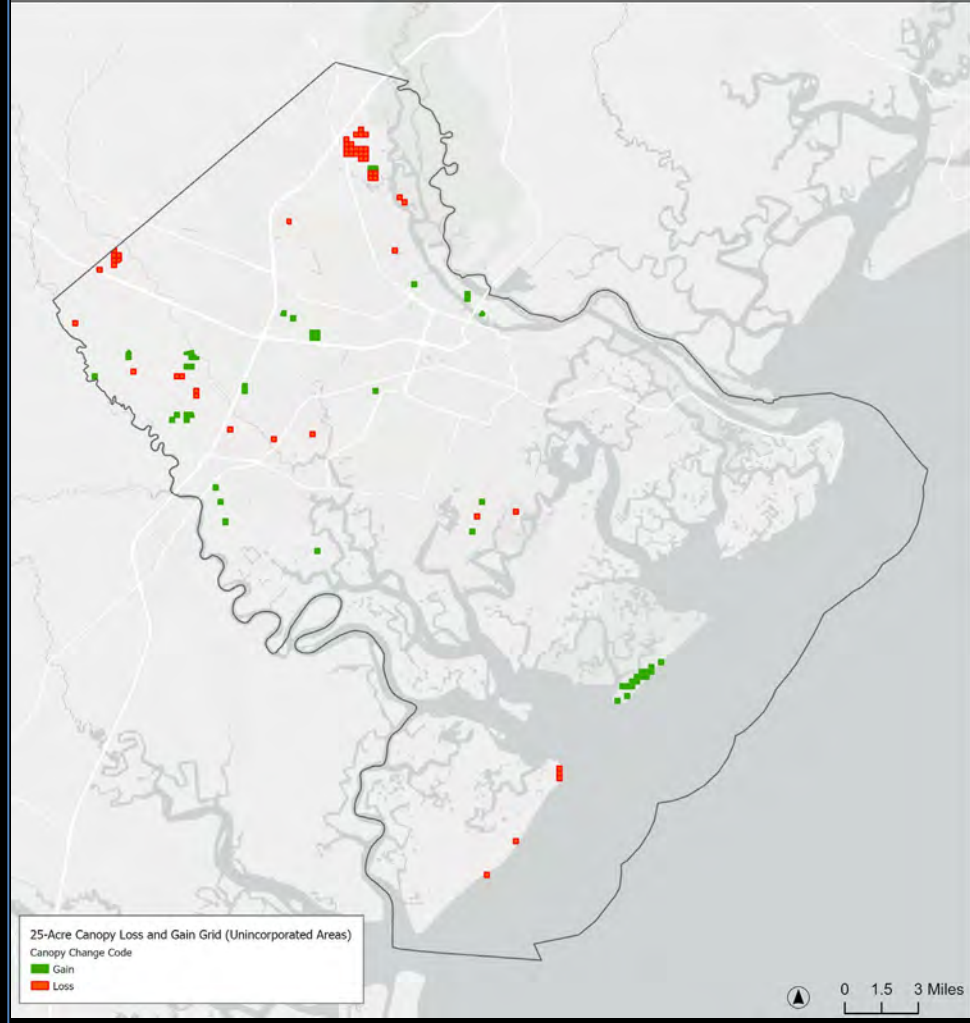 25-Acre Canopy Loss and Gain Grid (Unincorporated Areas)
Canopy Change Code
Gain
Loss
0 1.5 3 Miles